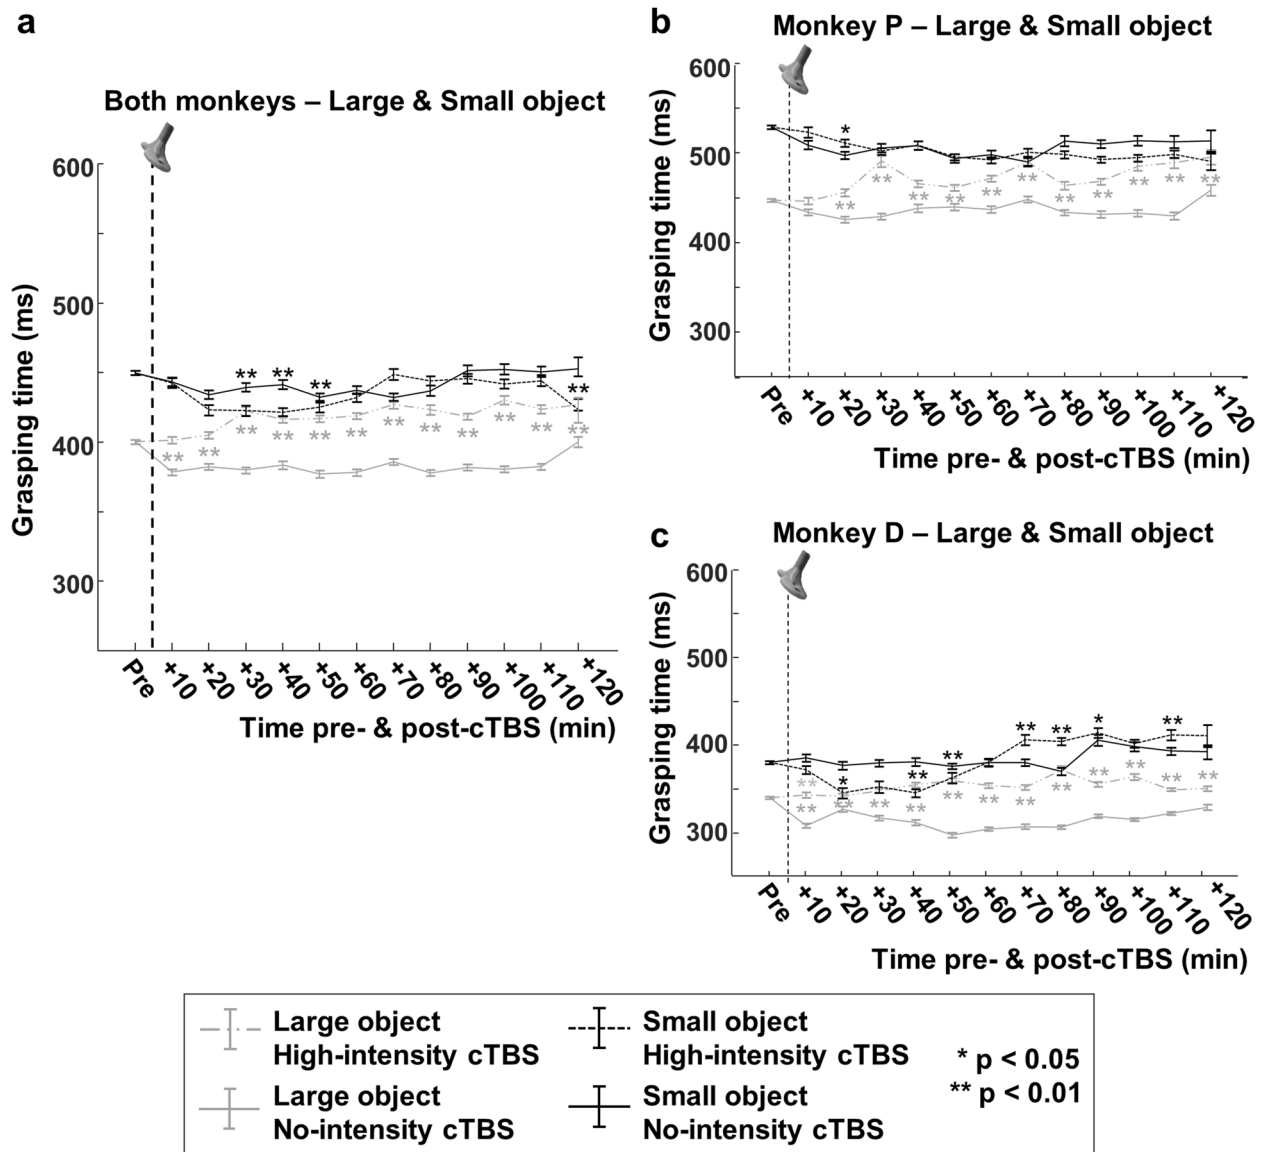 a
Both monkeys – Large & Small object
Grasping time (ms)
600
500
400
300
** ** ** **
** ** ** ** ** ** ** ** ** ** ** **
Pre +10 +20 +30 +40 +50 +60 +70 +80 +90 +100 +110 +120
Time pre- & post-cTBS (min)
b
Monkey P – Large & Small object
Grasping time (ms)
600
500
400
300
*
** ** ** ** ** ** ** ** ** ** **
Pre +10 +20 +30 +40 +50 +60 +70 +80 +90 +100 +110 +120
Time pre- & post-cTBS (min)
c
Monkey D – Large & Small object
Grasping time (ms)
600
500
400
300
* ** ** ** ** * **
**
** ** ** ** ** ** ** ** ** ** ** **
Pre +10 +20 +30 +40 +50 +60 +70 +80 +90 +100 +110 +120
Time pre- & post-cTBS (min)
Large object
High-intensity cTBS
Large object
No-intensity cTBS
Small object
High-intensity cTBS
Small object
No-intensity cTBS
* p < 0.05
** p < 0.01